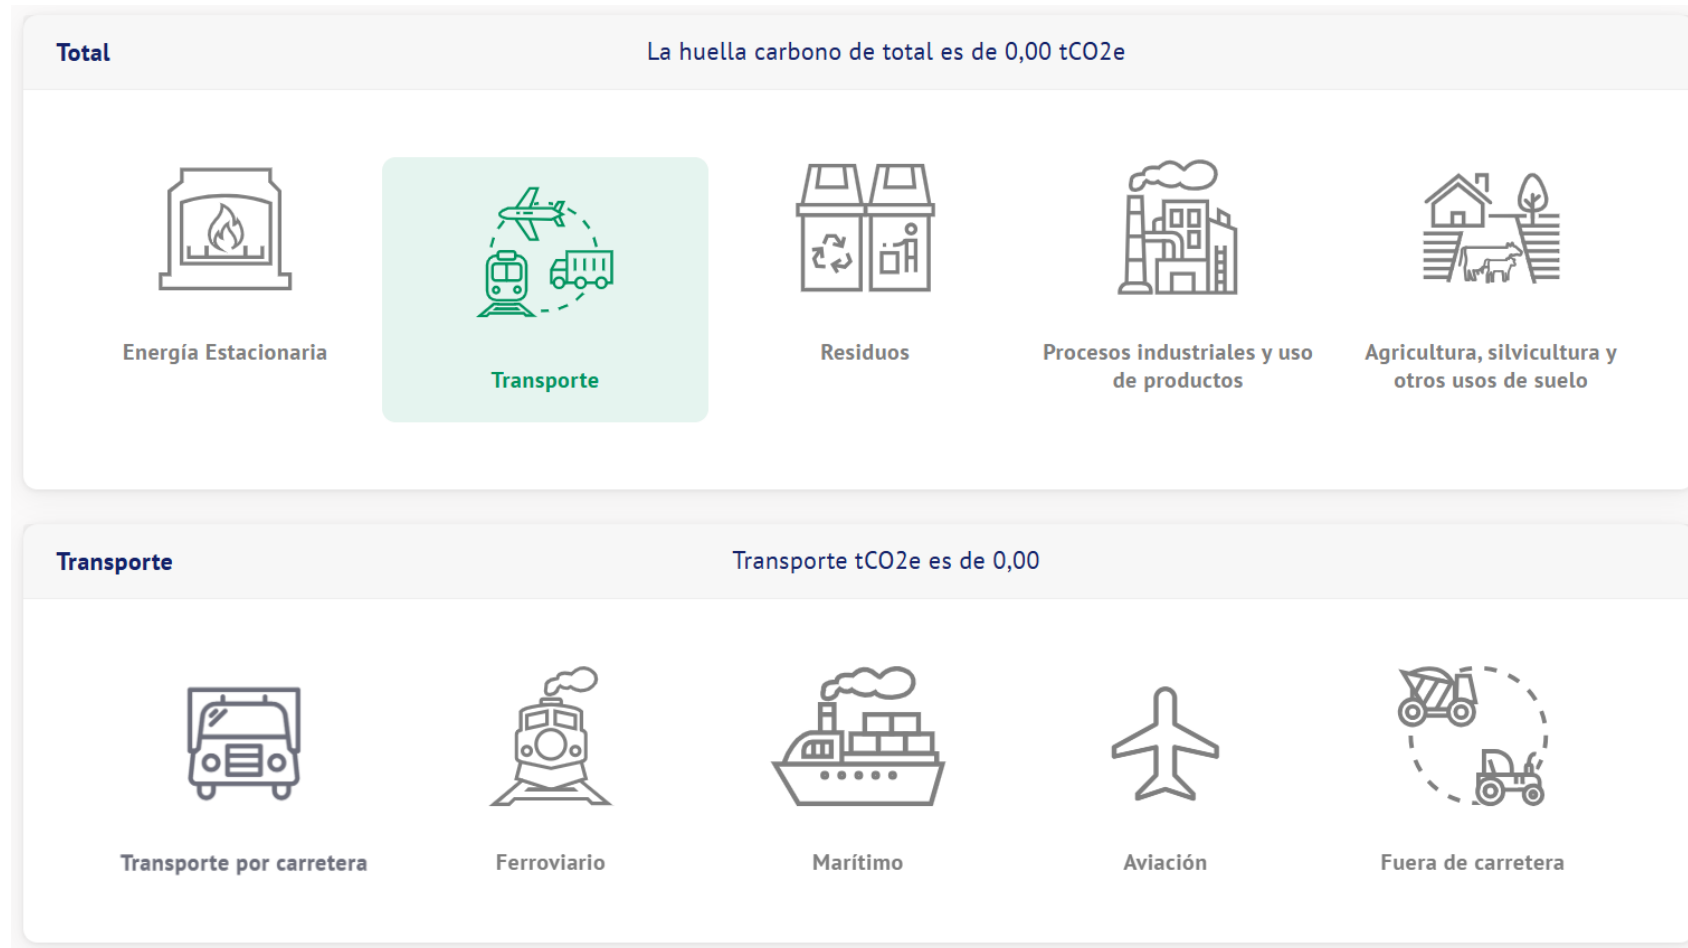 Total
La huella carbono de total es de 0,00 tCO2e
Energía Estacionaria
Transporte
Residuos
Procesos industriales y uso
de productos
Agricultura, silvicultura y
otros usos de suelo
Transporte
Transporte tCO2e es de 0,00
Transporte por carretera
Ferroviario
Marítimo
Aviación
Fuera de carretera